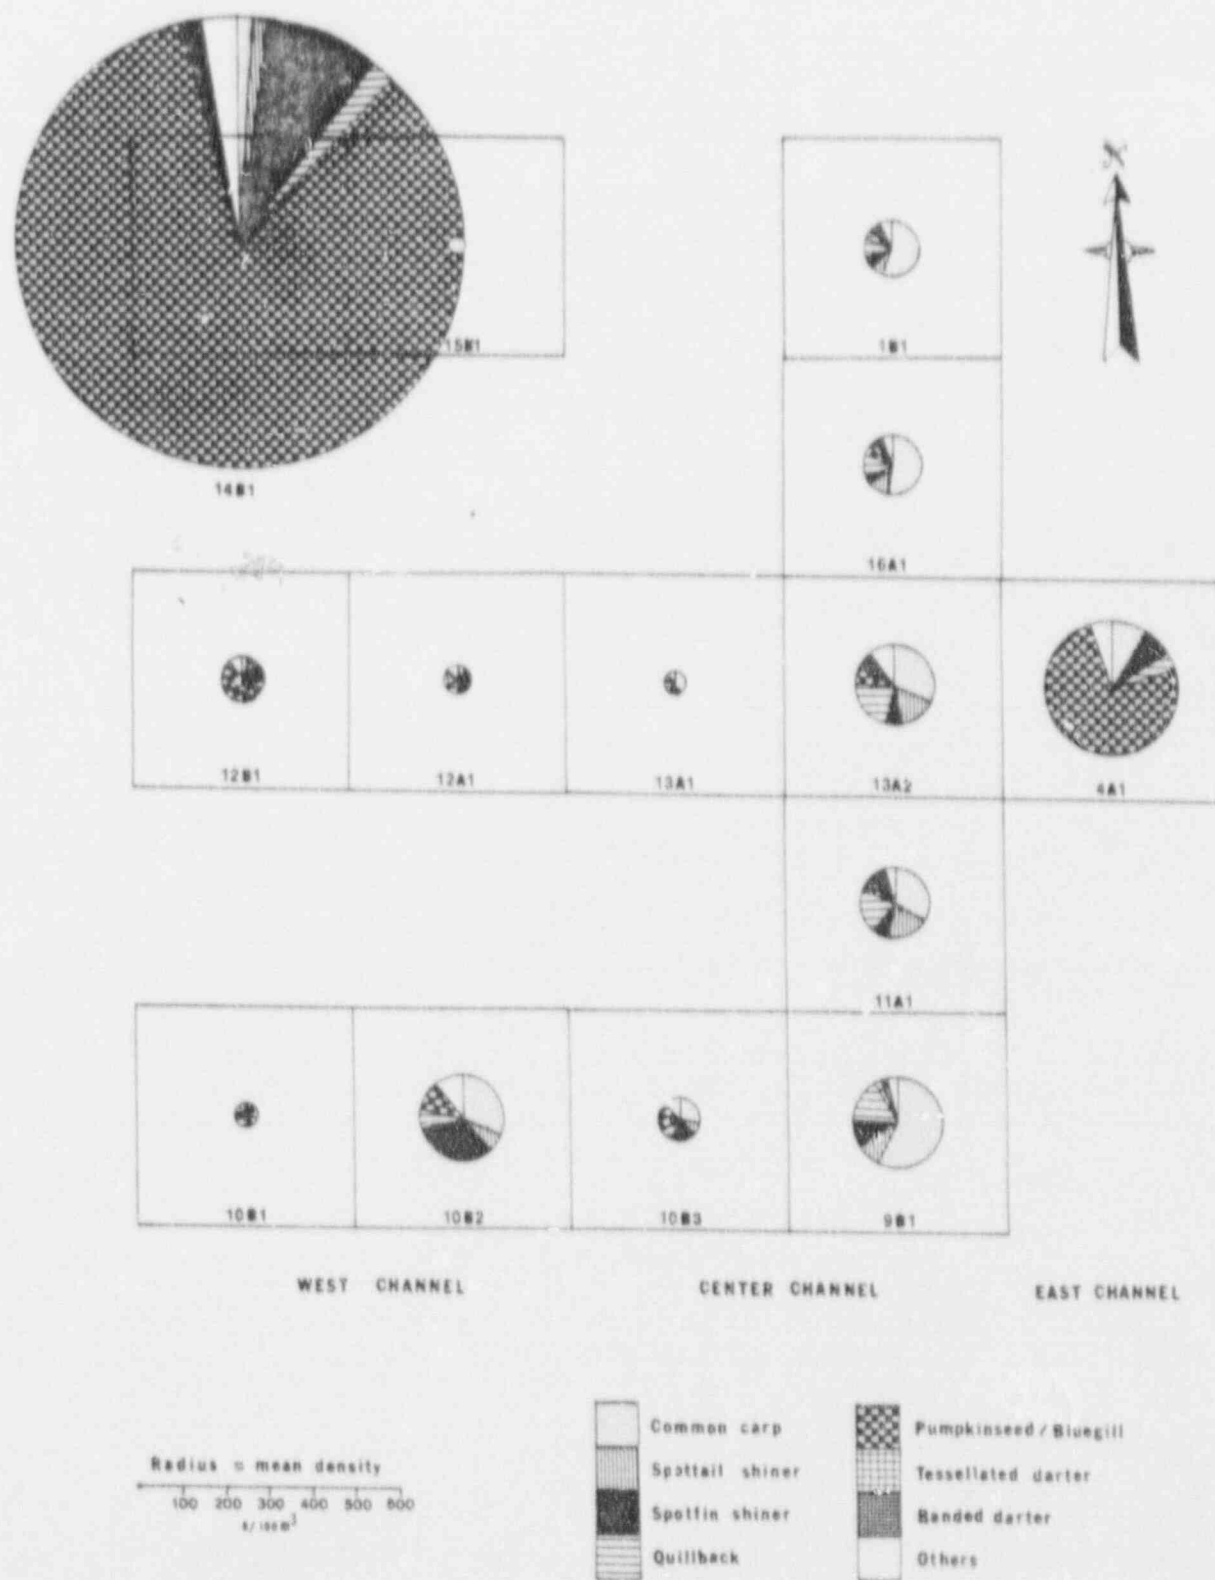 N
15B1
1B1
14B1
16A1
12B1
12A1
13A1
13A2
4A1
11A1
10B1
10B2
10B3
9B1
WEST CHANNEL
CENTER CHANNEL
EAST CHANNEL
Common carp
Spottail shiner
Spotfin shiner
Quillback
Pumpkinseed / Bluegill
Tessellated darter
Banded darter
Others
Radius = mean density
100 200 300 400 500 600